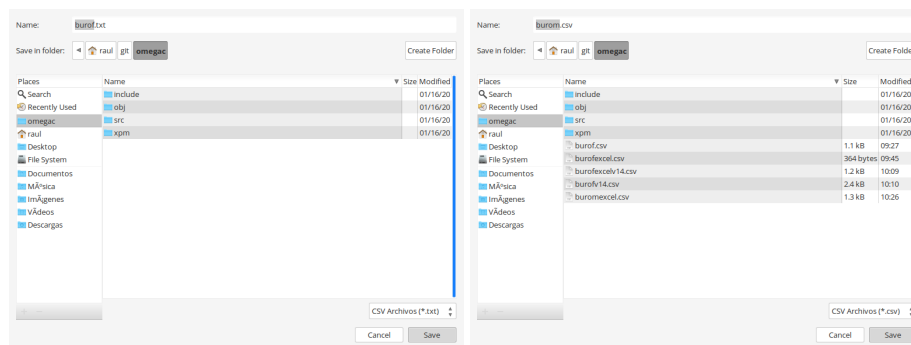 Name: burof.txt
Save in folder: raul git omegac Create Folder
Places Name Size Modified
Search include 01/16/20
Recently Used obj 01/16/20
omegac src 01/16/20
raul xpm 01/16/20
Desktop
File System
Documentos
MÃºsica
ImÃ¡genes
VÃ­deos
Descargas
CSV Archivos (*.txt)
Cancel Save
Name: burom.csv
Save in folder: raul git omegac Create Folde
Places Name Size Modified
Search include 01/16/20
Recently Used obj 01/16/20
omegac src 01/16/20
raul xpm 01/16/20
Desktop burof.csv 1.1 kB 09:27
File System burofexcel.csv 364 bytes 09:45
Documentos burofexcelv14.csv 1.2 kB 10:09
MÃºsica burofv14.csv 2.4 kB 10:10
ImÃ¡genes buromexcel.csv 1.3 kB 10:26
VÃ­deos
Descargas
CSV Archivos (*.csv)
Cancel Save